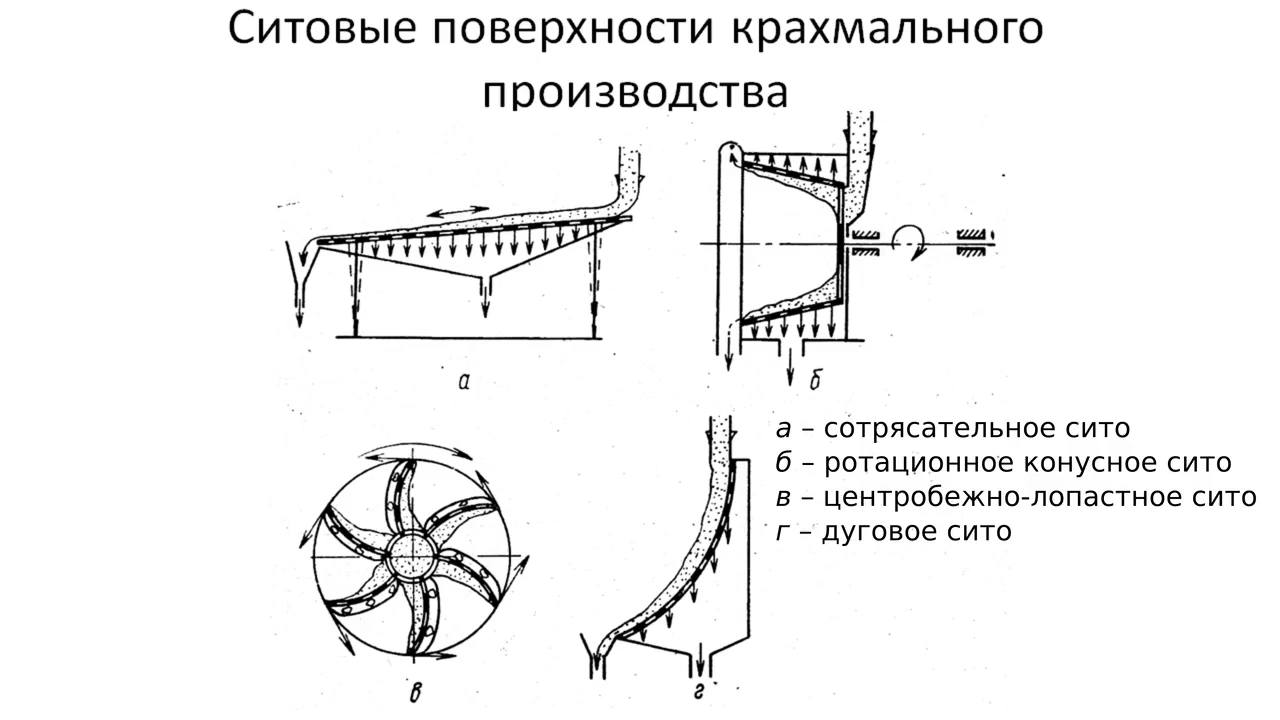 Ситовые поверхности крахмального
производства
а
б
а – сотрясательное сито
б – ротационное конусное сито
в – центробежно-лопастное сито
г – дуговое сито
в
г